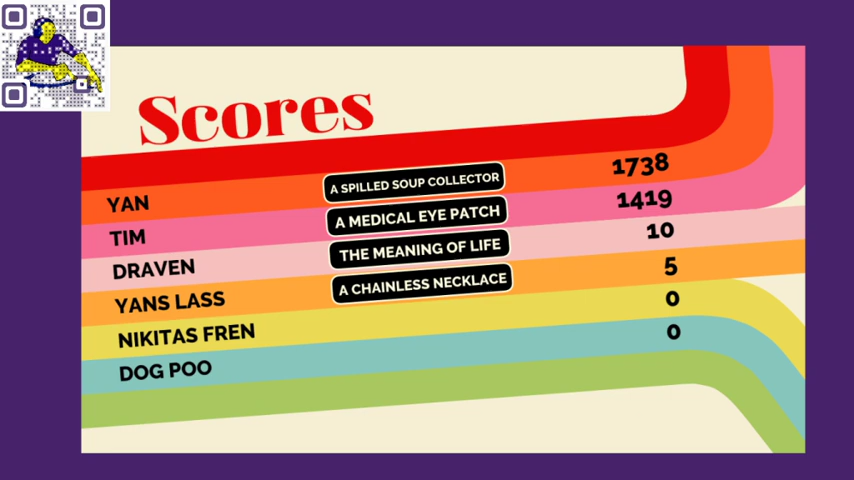 Scores
YAN A SPILLED SOUP COLLECTOR 1738
TIM A MEDICAL EYE PATCH 1419
DRAVEN THE MEANING OF LIFE 10
YANS LASS A CHAINLESS NECKLACE 5
NIKITAS FREN 0
DOG POO 0